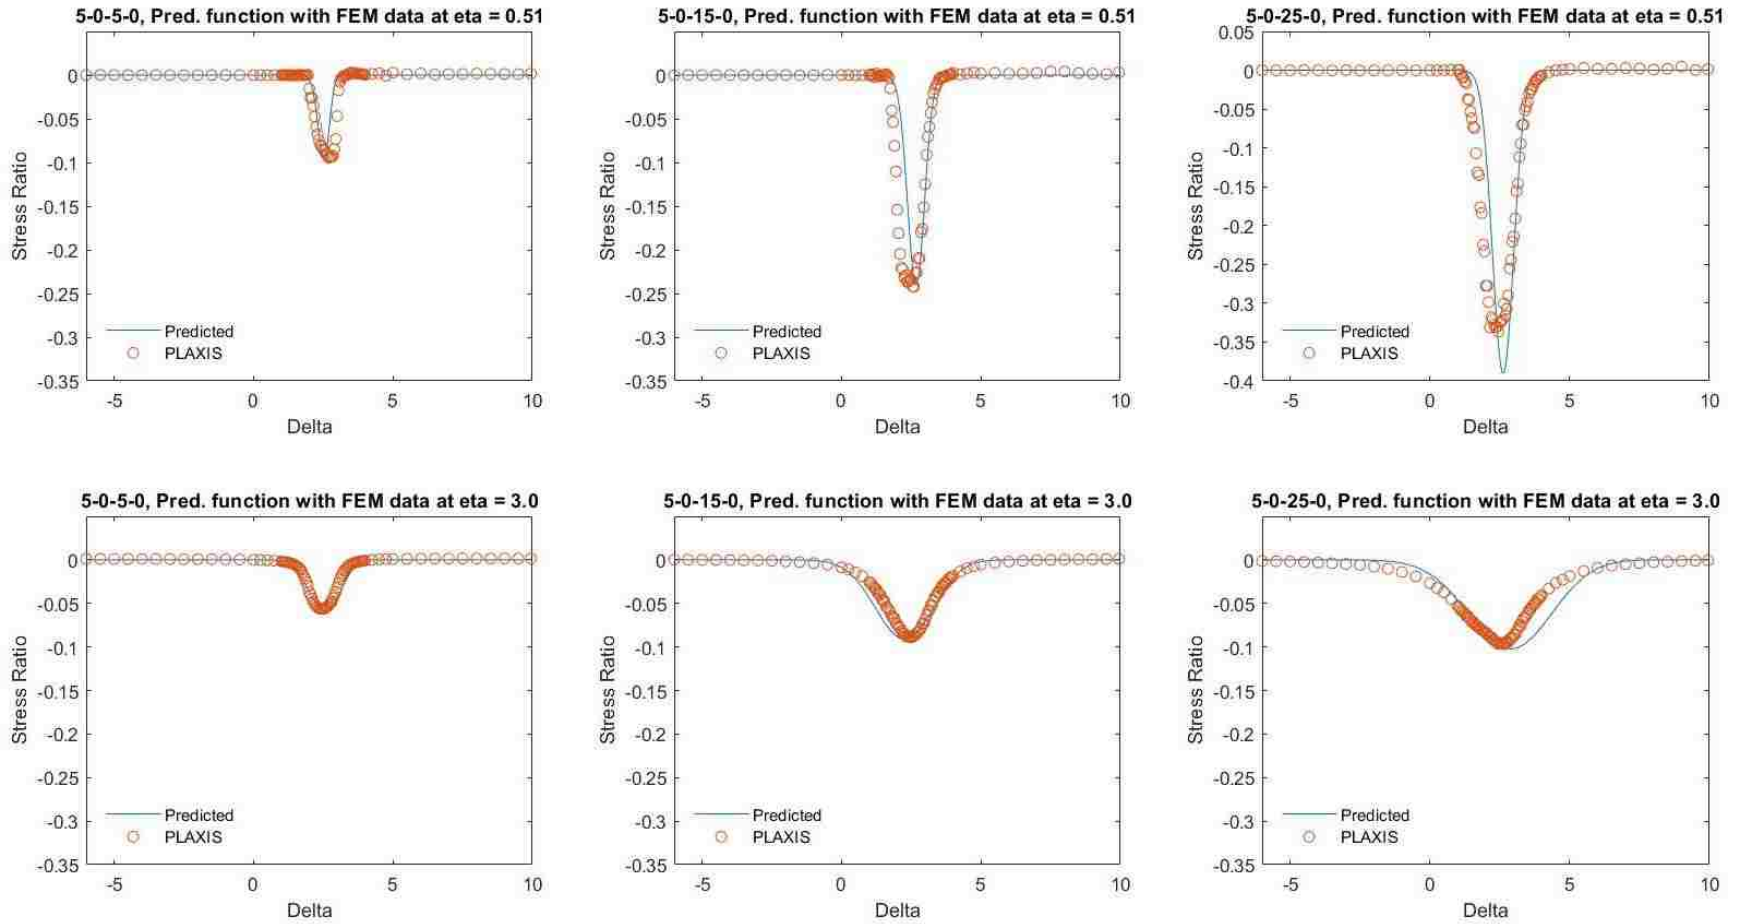 5-0-5-0, Pred. function with FEM data at eta = 0.51
0
-0.05
-0.1
-0.15
-0.2
-0.25
-0.3
-0.35
Stress Ratio
Predicted
PLAXIS
-5
0
5
10
Delta
5-0-15-0, Pred. function with FEM data at eta = 0.51
0
-0.05
-0.1
-0.15
-0.2
-0.25
-0.3
-0.35
Stress Ratio
Predicted
PLAXIS
-5
0
5
10
Delta
5-0-25-0, Pred. function with FEM data at eta = 0.51
0.05
0
-0.05
-0.1
-0.15
-0.2
-0.25
-0.3
-0.35
-0.4
Stress Ratio
Predicted
PLAXIS
-5
0
5
10
Delta
5-0-5-0, Pred. function with FEM data at eta = 3.0
0
-0.05
-0.1
-0.15
-0.2
-0.25
-0.3
-0.35
Stress Ratio
Predicted
PLAXIS
-5
0
5
10
Delta
5-0-15-0, Pred. function with FEM data at eta = 3.0
0
-0.05
-0.1
-0.15
-0.2
-0.25
-0.3
-0.35
Stress Ratio
Predicted
PLAXIS
-5
0
5
10
Delta
5-0-25-0, Pred. function with FEM data at eta = 3.0
0
-0.05
-0.1
-0.15
-0.2
-0.25
-0.3
-0.35
Stress Ratio
Predicted
PLAXIS
-5
0
5
10
Delta